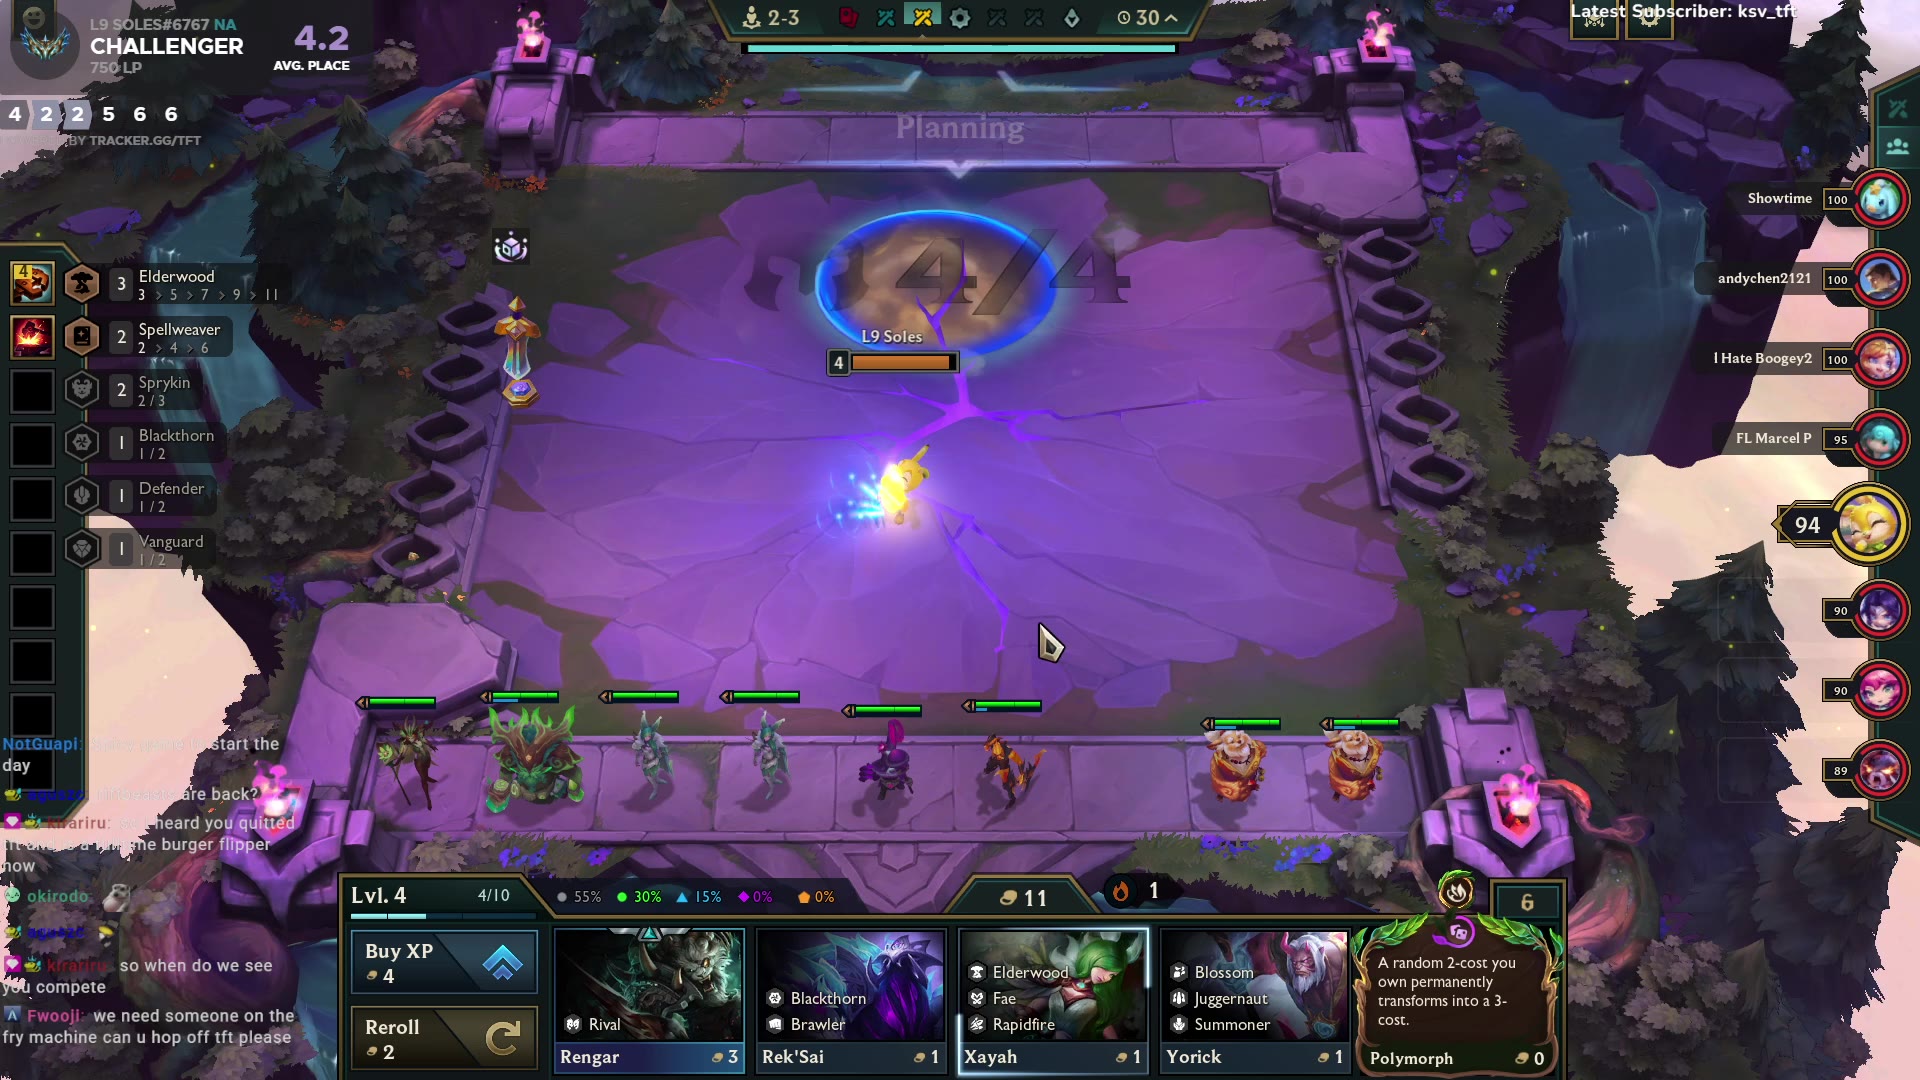 L9 SOLES#6767 NA
CHALLENGER
750 LP
4.2
AVG. PLACE
4 2 2 5 6 6
BY TRACKER.GG/TFT
2-3
30
Latest Subscriber: ksv_tft
Planning
4/4
L9 Soles
4
4
3 Elderwood
3 > 5 > 7 > 9 > 11
2 Spellweaver
2 > 4 > 6
2 Sprykin
2 / 3
1 Blackthorn
1 / 2
1 Defender
1 / 2
1 Vanguard
1 / 2
Showtime 100
andychen2121 100
I Hate Boogey2 100
FL Marcel P 95
94
90
90
89
NotGuapi: start the
day
are back?
kirariru: heard you quitted
burger flipper
now
okirodo:
kirariru: so when do we see
you compete
Fwooji: we need someone on the
fry machine can u hop off tft please
Lvl. 4
4/10
55% 30% 15% 0% 0%
11
1
6
Buy XP
4
Reroll
2
Rival
Rengar 3
Blackthorn
Brawler
Rek'Sai 1
Elderwood
Fae
Rapidfire
Xayah 1
Blossom
Juggernaut
Summoner
Yorick 1
A random 2-cost you
own permanently
transforms into a 3-
cost.
Polymorph 0